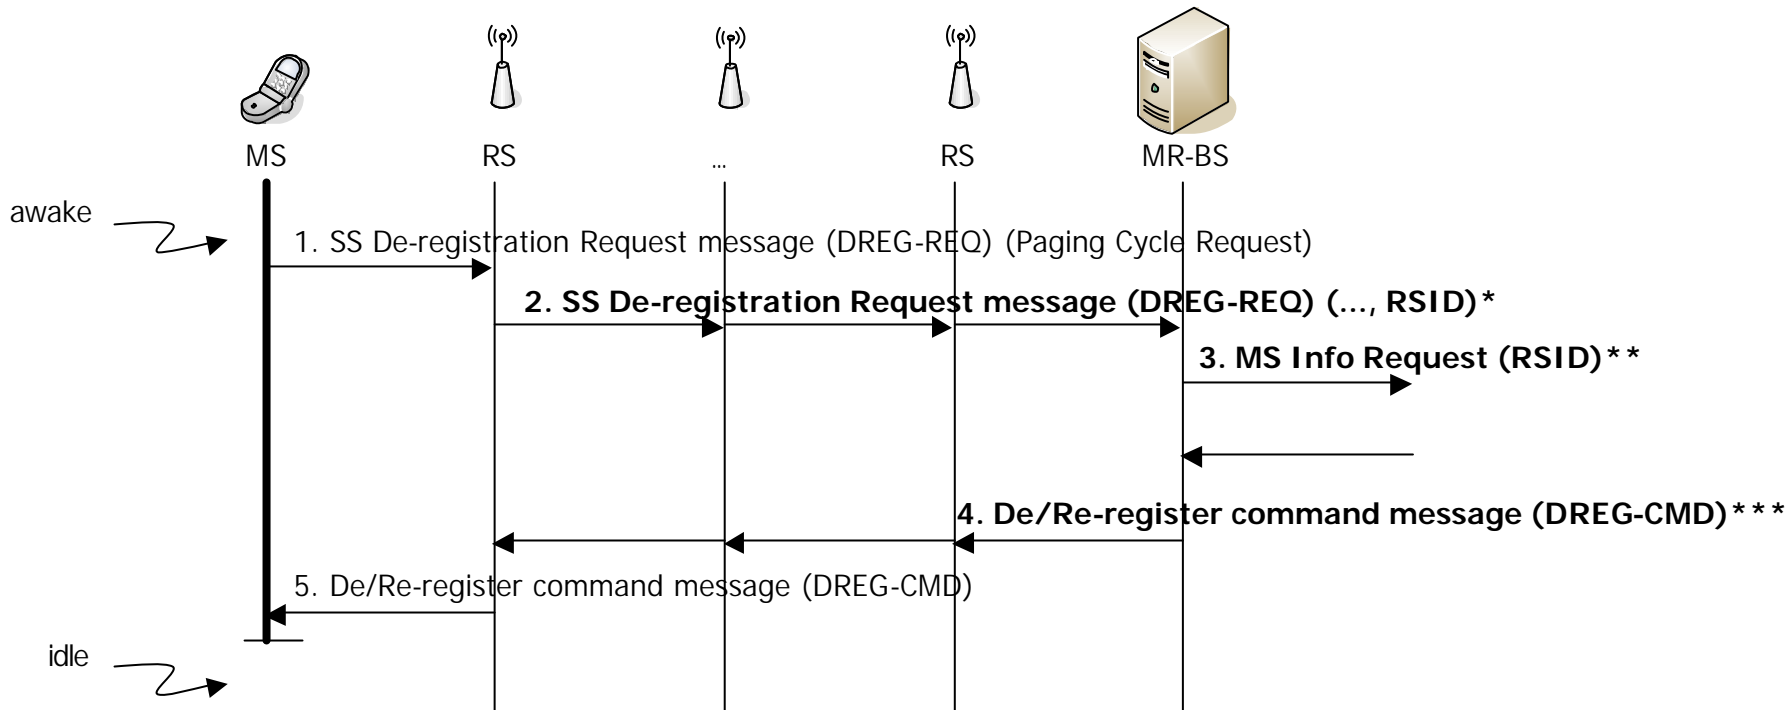 MS
RS
...
RS
MR-BS
awake
1. SS De-registration Request message (DREG-REQ) (Paging Cycle Request)
2. SS De-registration Request message (DREG-REQ) (..., RSID)*
3. MS Info Request (RSID)**
4. De/Re-register command message (DREG-CMD)***
5. De/Re-register command message (DREG-CMD)
idle